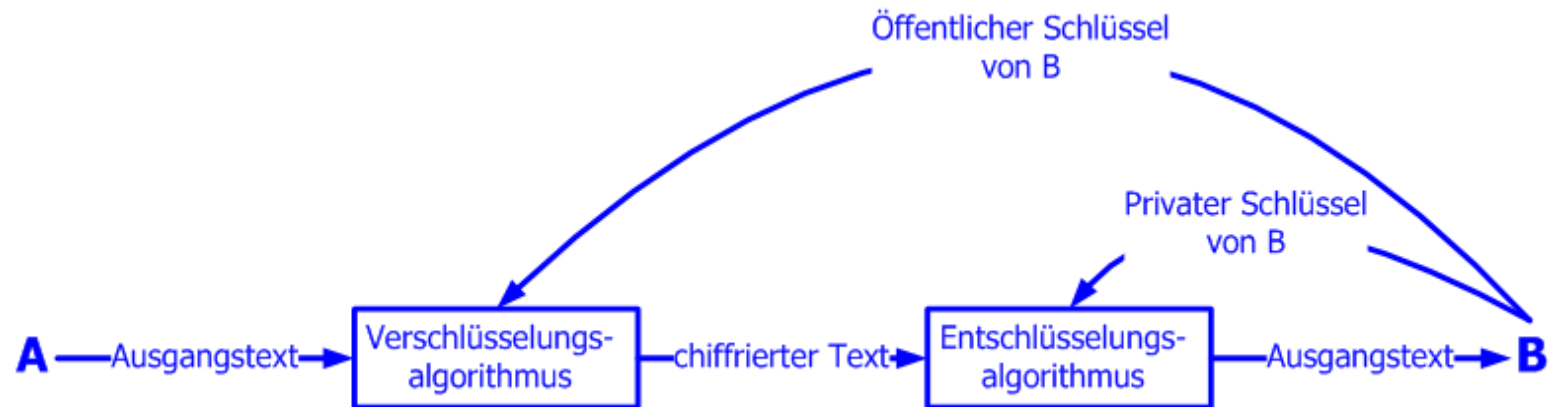 Öffentlicher Schlüssel
von B
Privater Schlüssel
von B
A Ausgangstext Verschlüsselungs- chiffrierter Text Entschlüsselungs- Ausgangstext B
algorithmus algorithmus